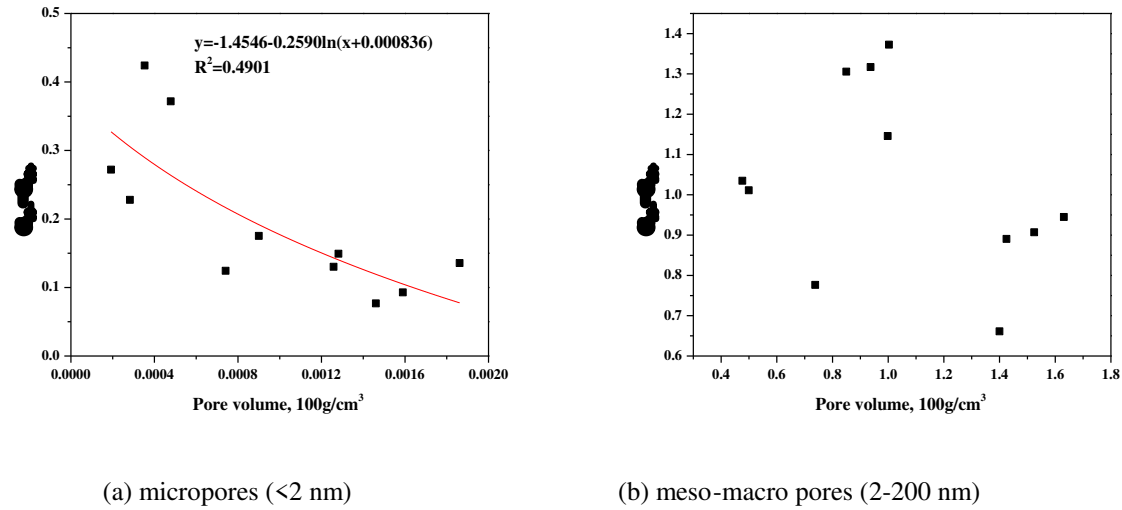 0.5
0.4
0.3
0.2
0.1
0.0
y=-1.4546-0.2590ln(x+0.000836)
R²=0.4901
0.0000 0.0004 0.0008 0.0012 0.0016 0.0020
Pore volume, 100g/cm³
(a) micropores (<2 nm)
1.4
1.3
1.2
1.1
1.0
0.9
0.8
0.7
0.6
0.4 0.6 0.8 1.0 1.2 1.4 1.6 1.8
Pore volume, 100g/cm³
(b) meso-macro pores (2-200 nm)